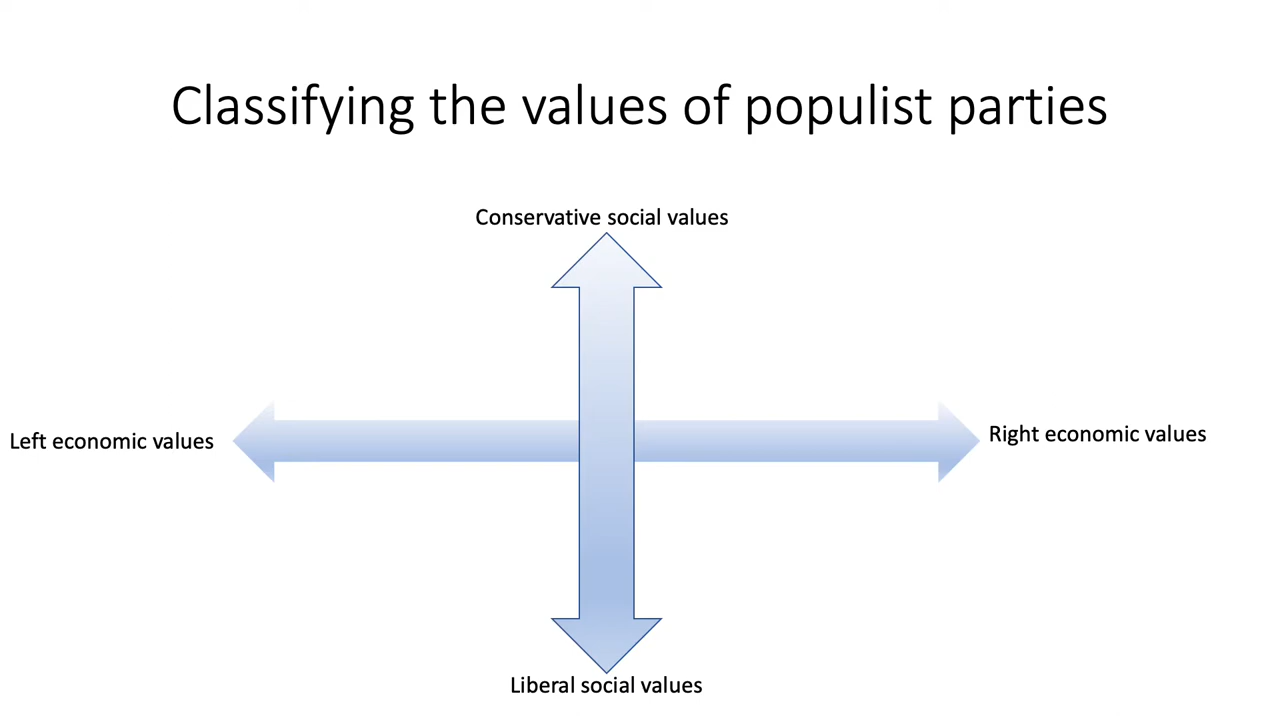 Classifying the values of populist parties
Conservative social values
Left economic values
Right economic values
Liberal social values